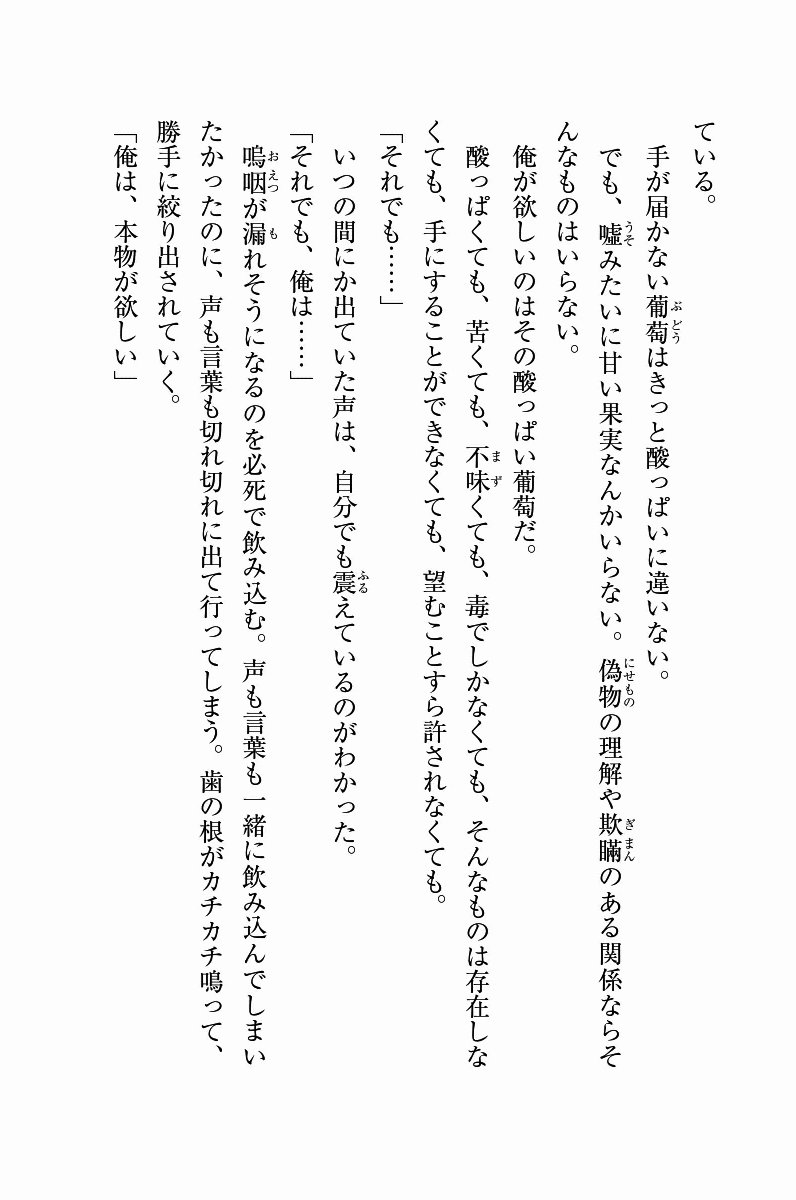 ている。
手が届かない葡萄はきっと酸っぱいに違いない。
でも、嘘みたいに甘い果実なんかいらない。偽物の理解や欺瞞のある関係ならそ
んなものはいらない。
俺が欲しいのはその酸っぱい葡萄だ。
酸っぱくても、苦くても、不味くても、毒でしかなくても、そんなものは存在しな
くても、手にすることができなくても、望むことすら許されなくても。
「それでも……」
いつの間にか出ていた声は、自分でも震えているのがわかった。
「それでも、俺は……」
嗚咽が漏れそうになるのを必死で飲み込む。声も言葉も一緒に飲み込んでしまい
たかったのに、声も言葉も切れ切れに出て行ってしまう。歯の根がカチカチ鳴って、
勝手に絞り出されていく。
「俺は、本物が欲しい」